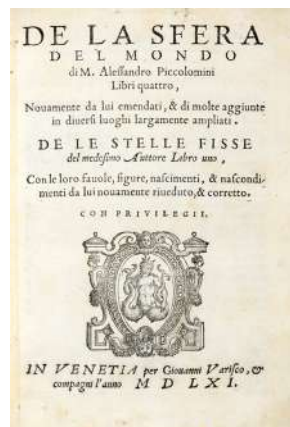 DE LA SFERA
DEL MONDO
di M. Alessandro Piccolomini
Libri quattro,
Nouamente da lui emendati, & di molte aggiunte
in diuersi luoghi largamente ampliati.
DE LE STELLE FISSE
del medesimo Auttore Libro uno,
Con le loro fauole, figure, nascimenti, & nascondi-
menti da lui nouamente riueduto, & corretto.
CON PRIVILEGII.
IN VENETIA per Giouanni Varisco, &
compagni l'anno M D LXI.